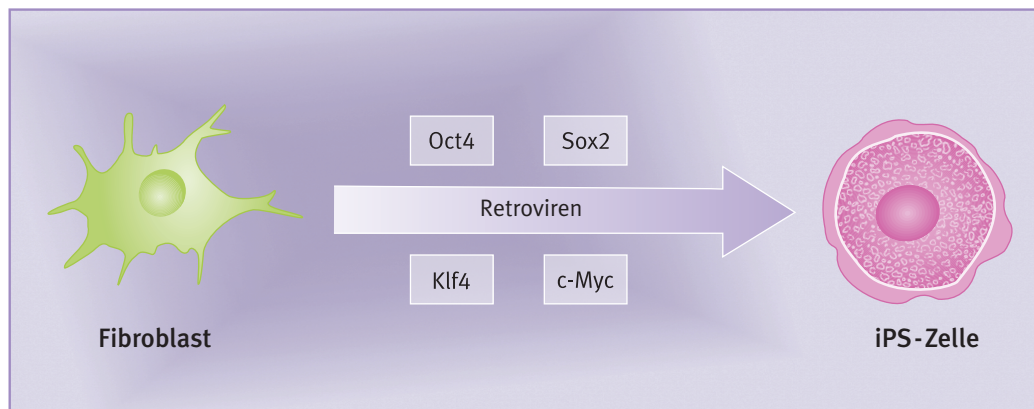 Oct4
Sox2
Retroviren
Klf4
c-Myc
Fibroblast
iPS-Zelle